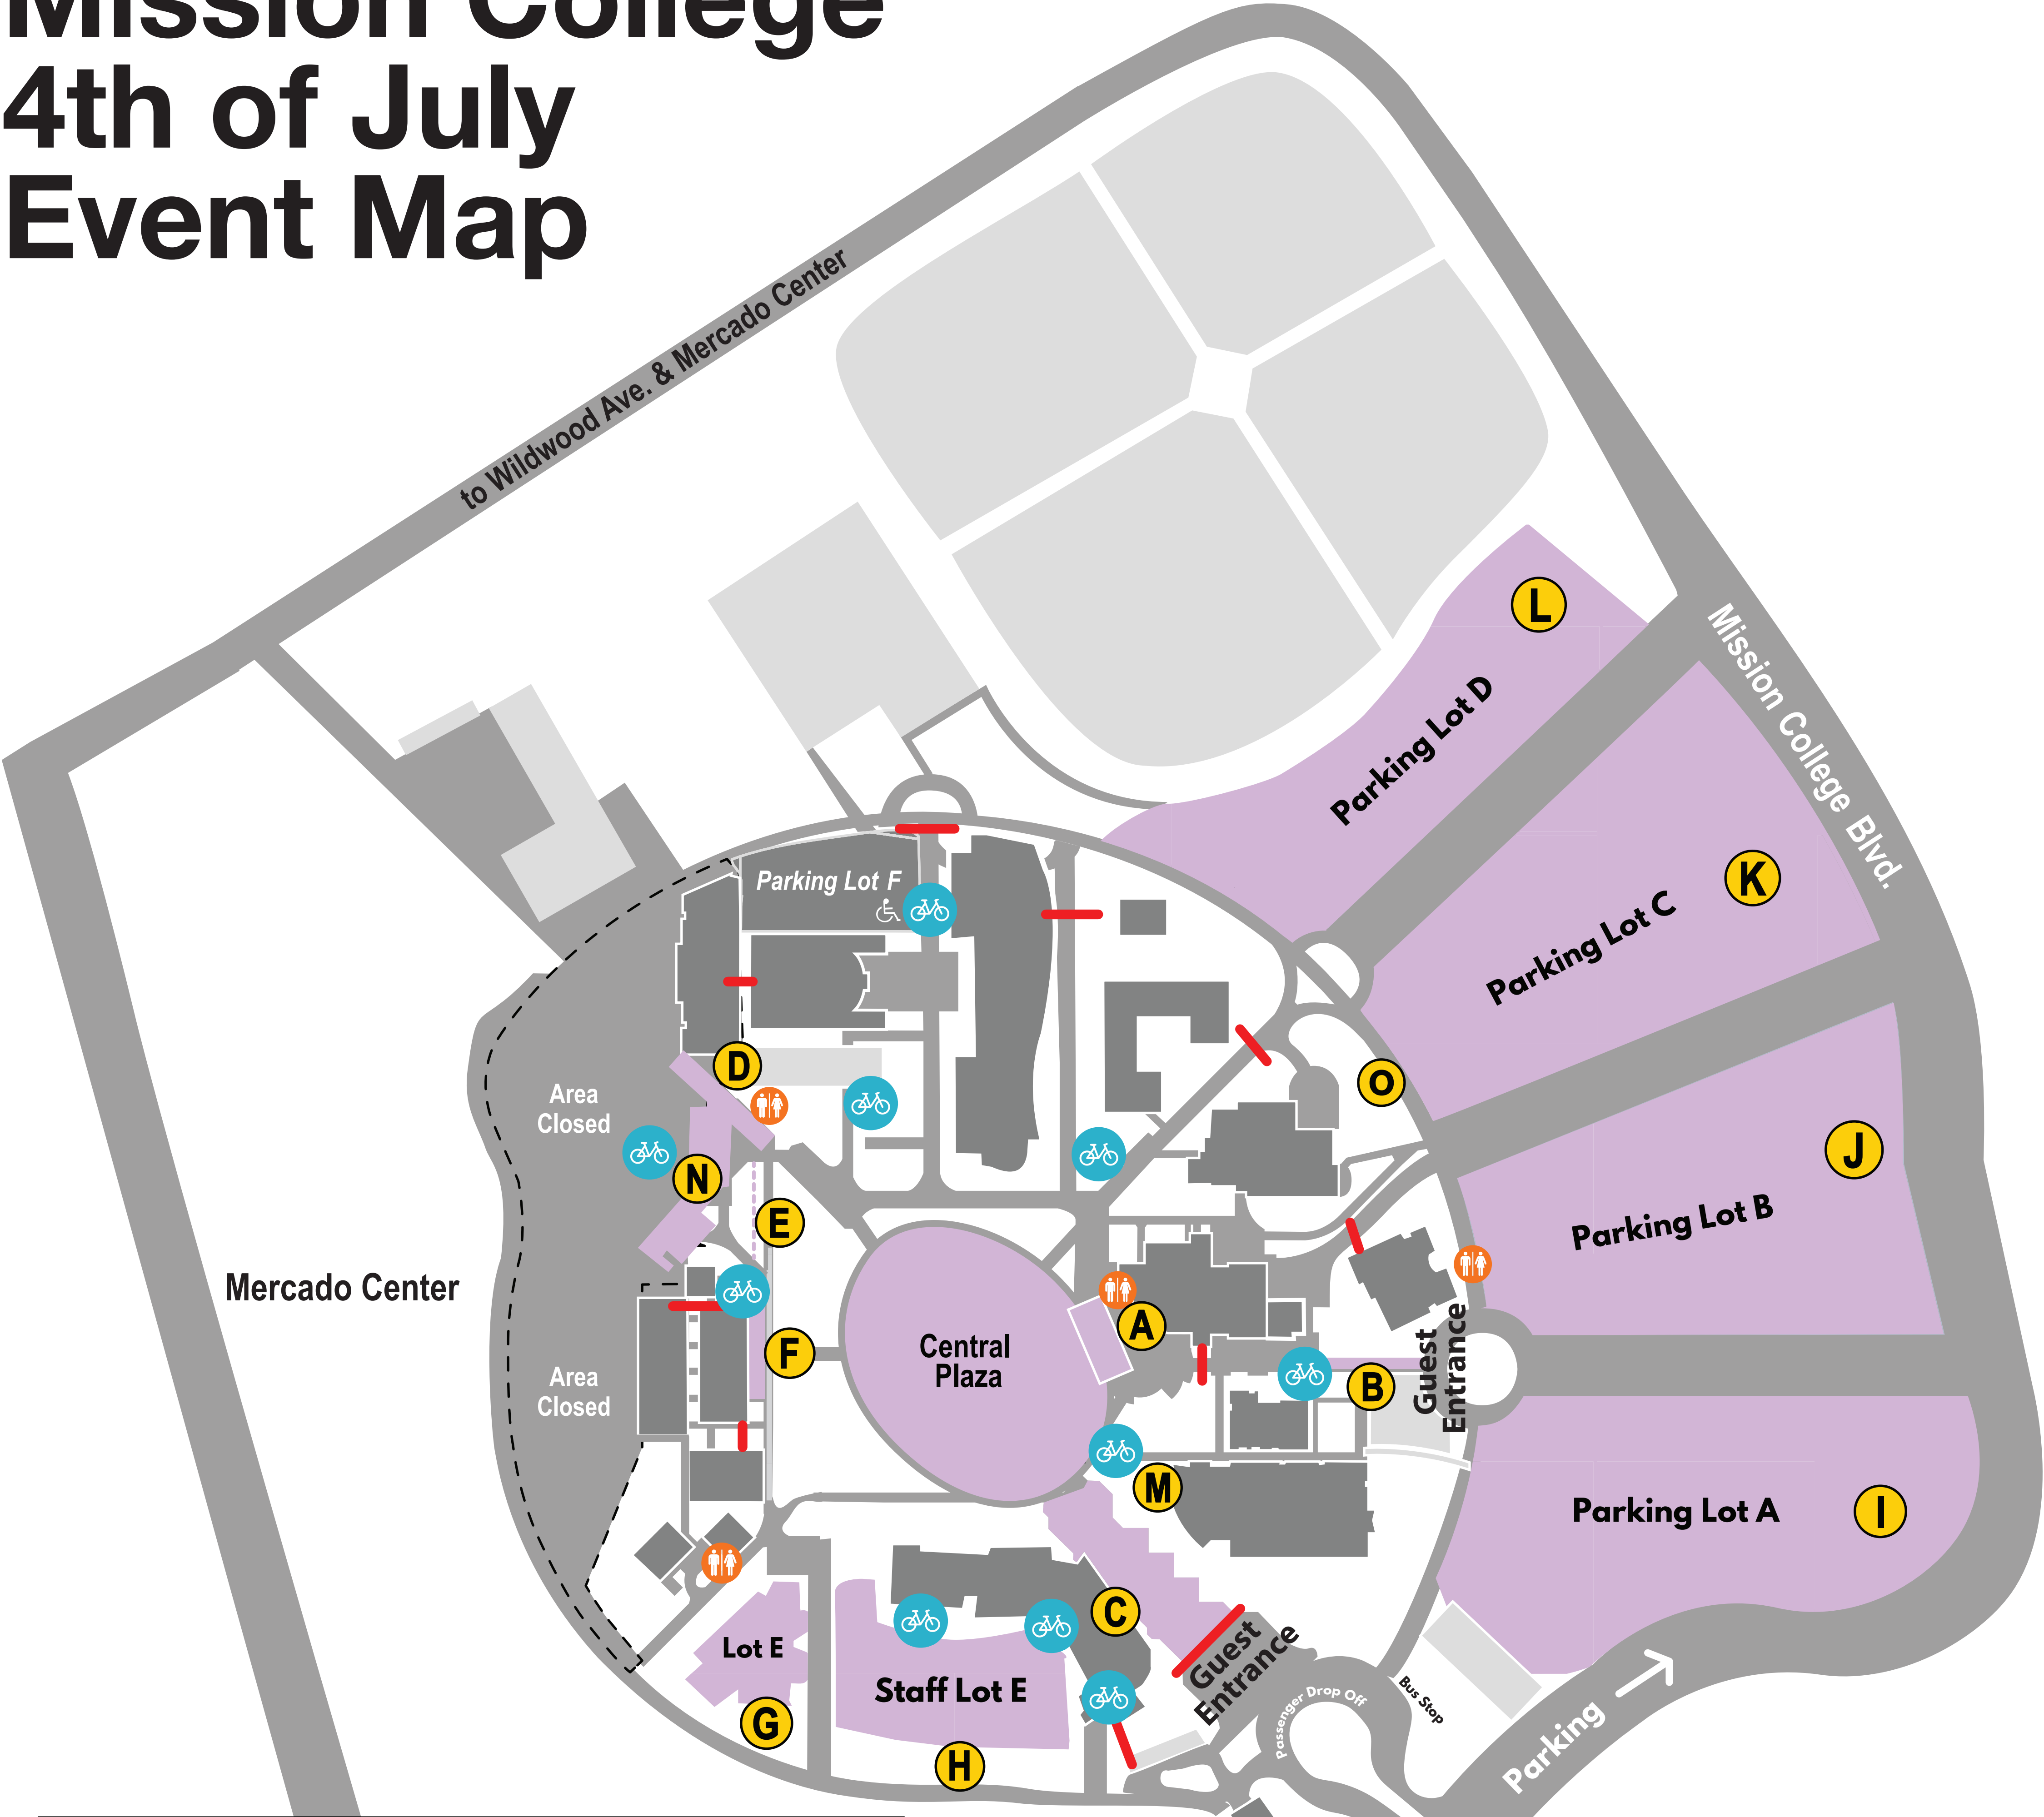 Mission College
4th of July
Event Map
to Wildwood Ave. & Mercado Center
L
Mission College Blvd.
Parking Lot D
K
Parking Lot C
Parking Lot F
D
O
Area
Closed
N
J
E
Parking Lot B
Mercado Center
A
F
Central
Plaza
B
Guest
Entrance
Area
Closed
M
Parking Lot A
I
C
Lot E
Staff Lot E
Guest
Entrance
G
H
Passenger Drop Off
Bus Stop
Parking